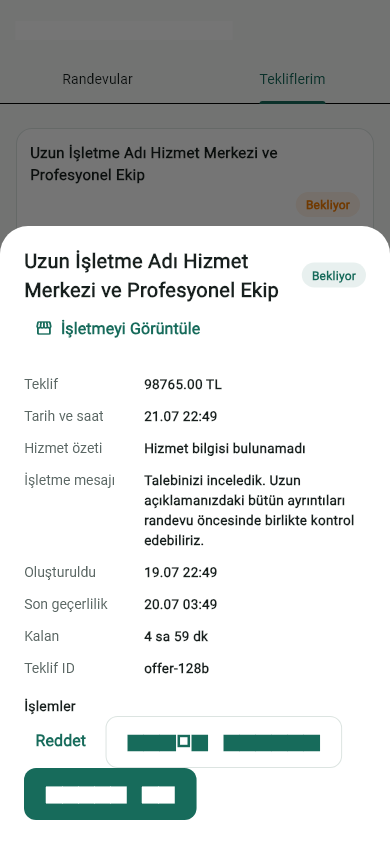 Randevular
Tekliflerim
Uzun İşletme Adı Hizmet Merkezi ve
Profesyonel Ekip
Bekliyor
Uzun İşletme Adı Hizmet
Merkezi ve Profesyonel Ekip
Bekliyor
İşletmeyi Görüntüle
Teklif 98765.00 TL
Tarih ve saat 21.07 22:49
Hizmet özeti Hizmet bilgisi bulunamadı
İşletme mesajı Talebinizi inceledik. Uzun
açıklamanızdaki bütün ayrıntıları
randevu öncesinde birlikte kontrol
edebiliriz.
Oluşturuldu 19.07 22:49
Son geçerlilik 20.07 03:49
Kalan 4 sa 59 dk
Teklif ID offer-128b
İşlemler
Reddet